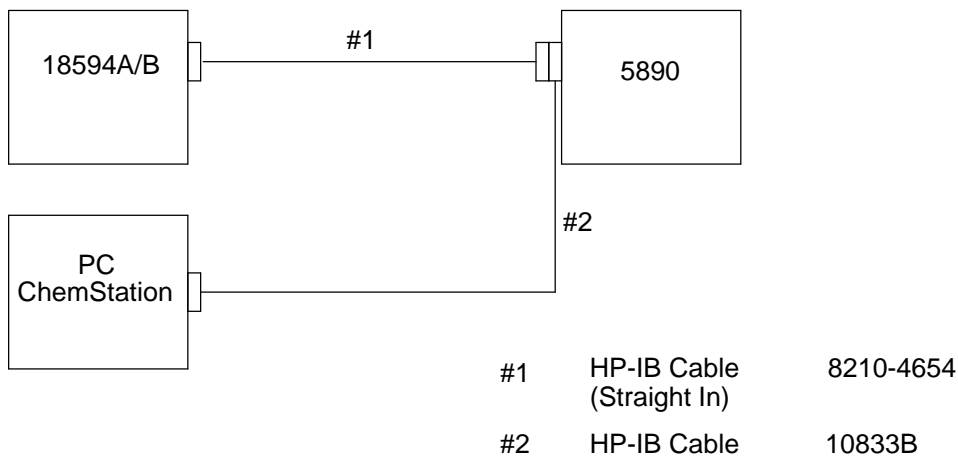 18594A/B
#1
5890
#2
PC
ChemStation
#1 HP-IB Cable 8210-4654
(Straight In)
#2 HP-IB Cable 10833B